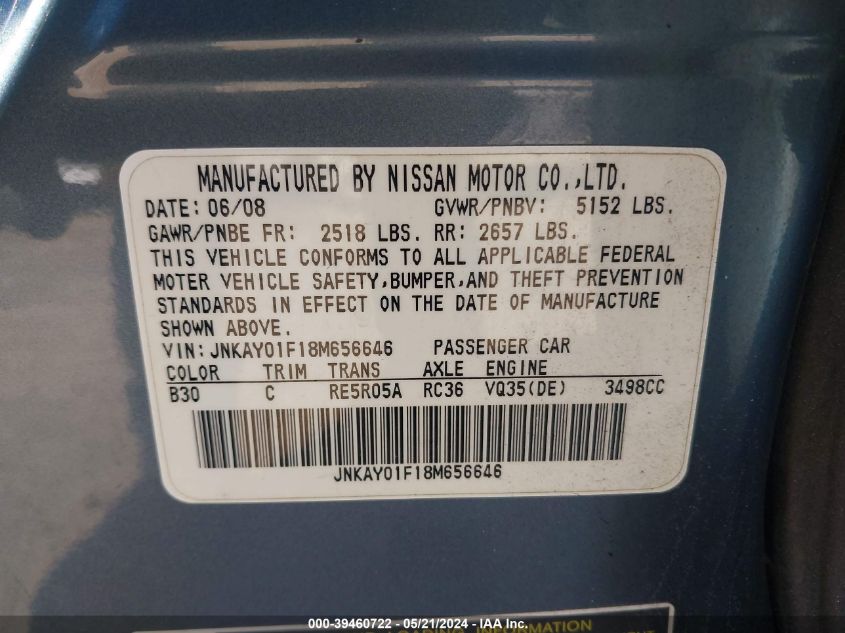 MANUFACTURED BY NISSAN MOTOR CO.,LTD.
DATE: 06/08 GVWR/PNBV: 5152 LBS.
GAWR/PNBE FR: 2518 LBS. RR: 2657 LBS.
THIS VEHICLE CONFORMS TO ALL APPLICABLE FEDERAL
MOTER VEHICLE SAFETY,BUMPER,AND THEFT PREVENTION
STANDARDS IN EFFECT ON THE DATE OF MANUFACTURE
SHOWN ABOVE.
VIN:JNKAY01F18M656646 PASSENGER CAR
COLOR TRIM TRANS AXLE ENGINE
B30 C RE5R05A RC36 VQ35(DE) 3498CC
JNKAY01F18M656646
000-39460722 - 05/21/2024 - IAA Inc.
LOADING INFORMATION